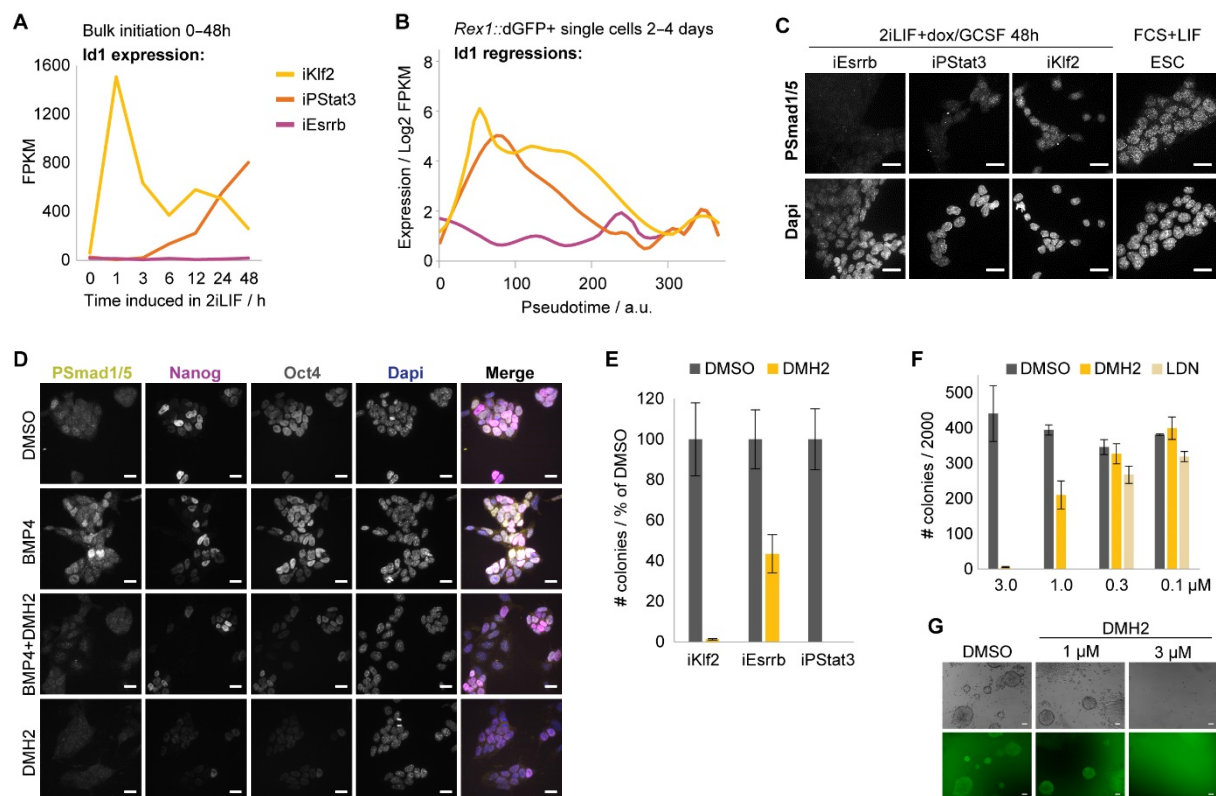 A
Bulk initiation 0–48h
Id1 expression:
1600
1200
800
400
0
FPKM
0 1 3 6 12 24 48
Time induced in 2iLIF / h
iKlf2
iPStat3
iEsrrb
B
Rex1::dGFP+ single cells 2–4 days
Id1 regressions:
8
6
4
2
0
Expression / Log2 FPKM
0 100 200 300
Pseudotime / a.u.
C
2iLIF+dox/GCSF 48h FCS+LIF
iEsrrb iPStat3 iKlf2 ESC
PSmad1/5
Dapi
D
PSmad1/5 Nanog Oct4 Dapi Merge
DMSO
BMP4
BMP4+DMH2
DMH2
E
DMSO DMH2
120
100
80
60
40
20
0
# colonies / % of DMSO
iKlf2 iEsrrb iPStat3
F
DMSO DMH2 LDN
500
400
300
200
100
0
# colonies / 2000
3.0 1.0 0.3 0.1 µM
G
DMH2
DMSO 1 µM 3 µM